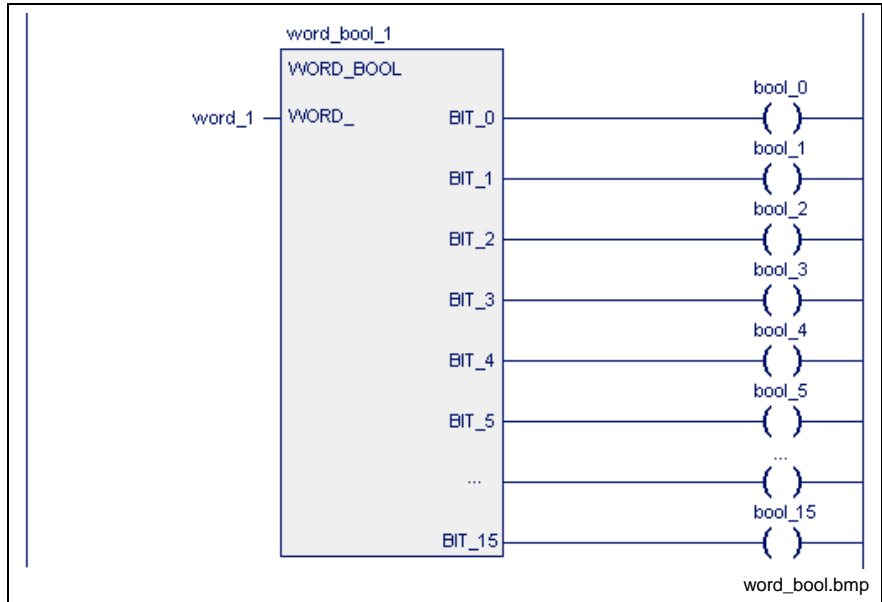 word_bool_1
WORD_BOOL
bool_0
word_1 WORD_ BIT_0
bool_1
BIT_1
bool_2
BIT_2
bool_3
BIT_3
bool_4
BIT_4
bool_5
BIT_5
...
...
bool_15
BIT_15
word_bool.bmp